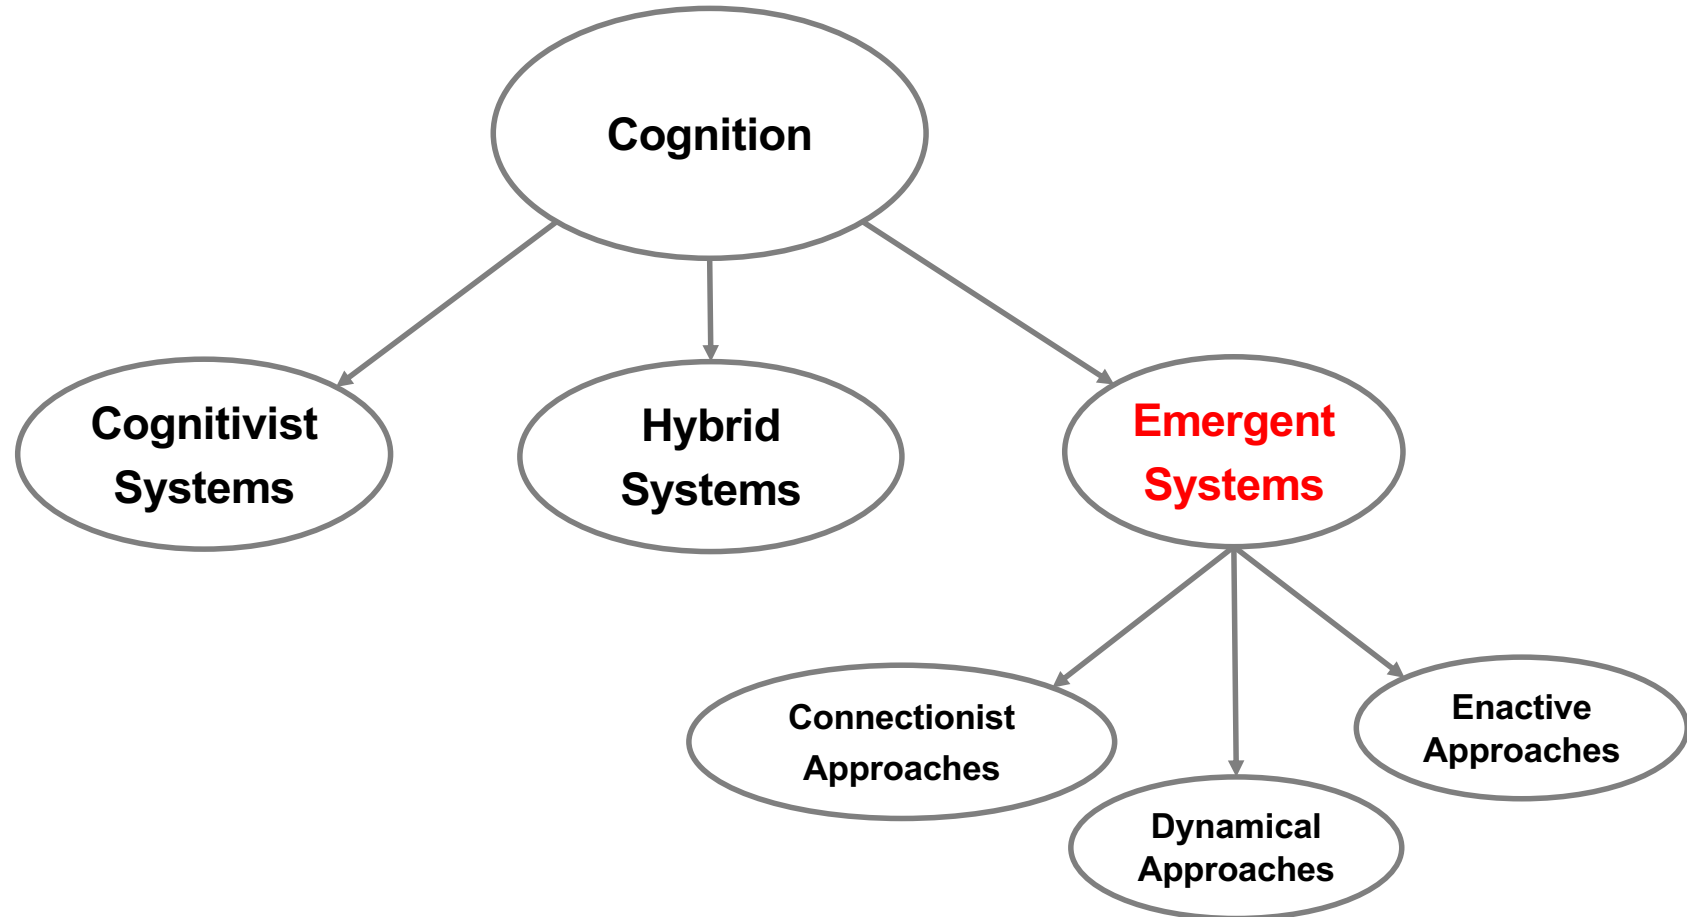 Cognition
Cognitivist
Systems
Hybrid
Systems
Emergent
Systems
Connectionist
Approaches
Dynamical
Approaches
Enactive
Approaches